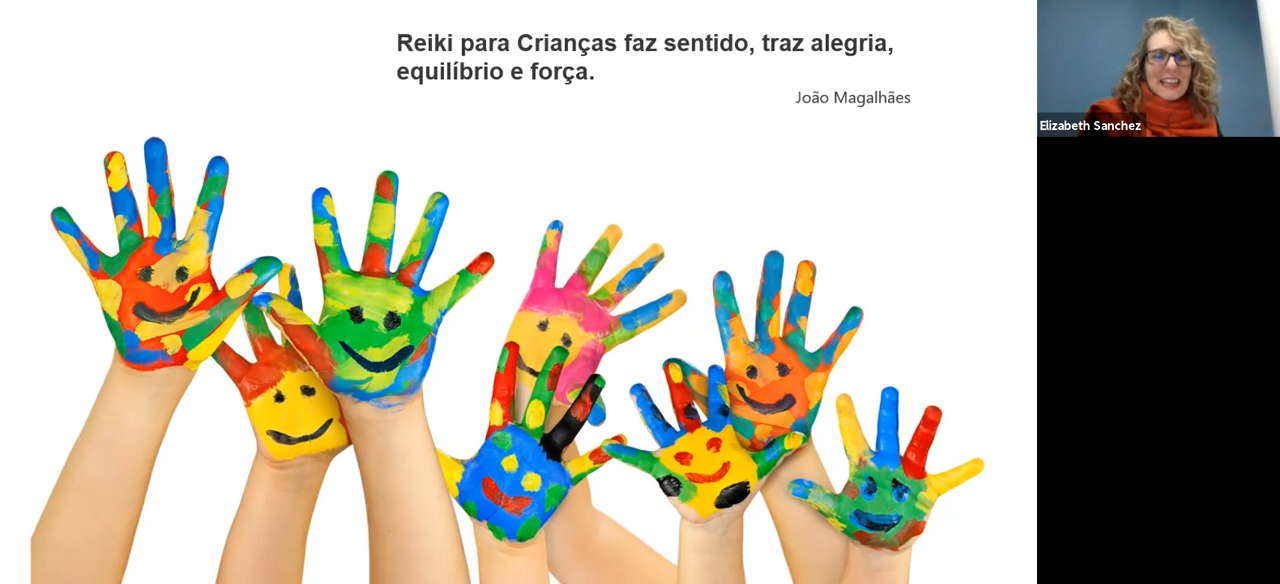 Reiki para Crianças faz sentido, traz alegria,
equilíbrio e força.
João Magalhães
Elizabeth Sanchez